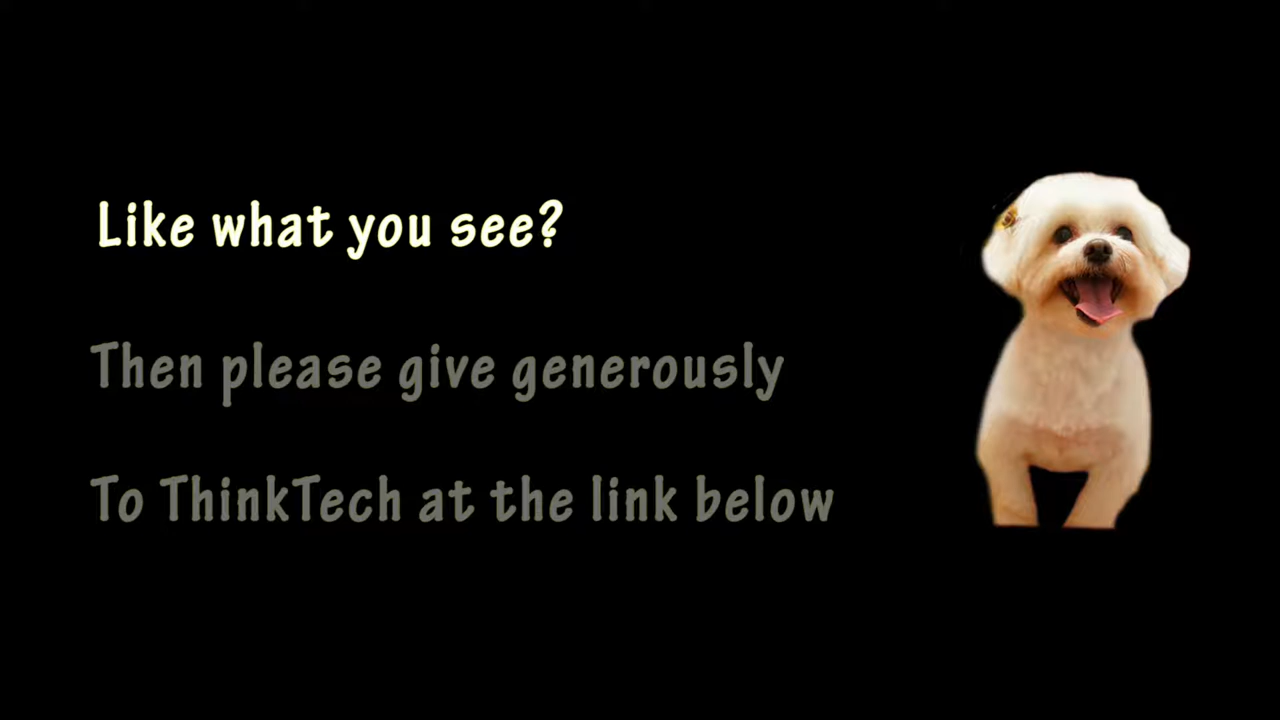 Like what you see?
Then please give generously
To ThinkTech at the link below